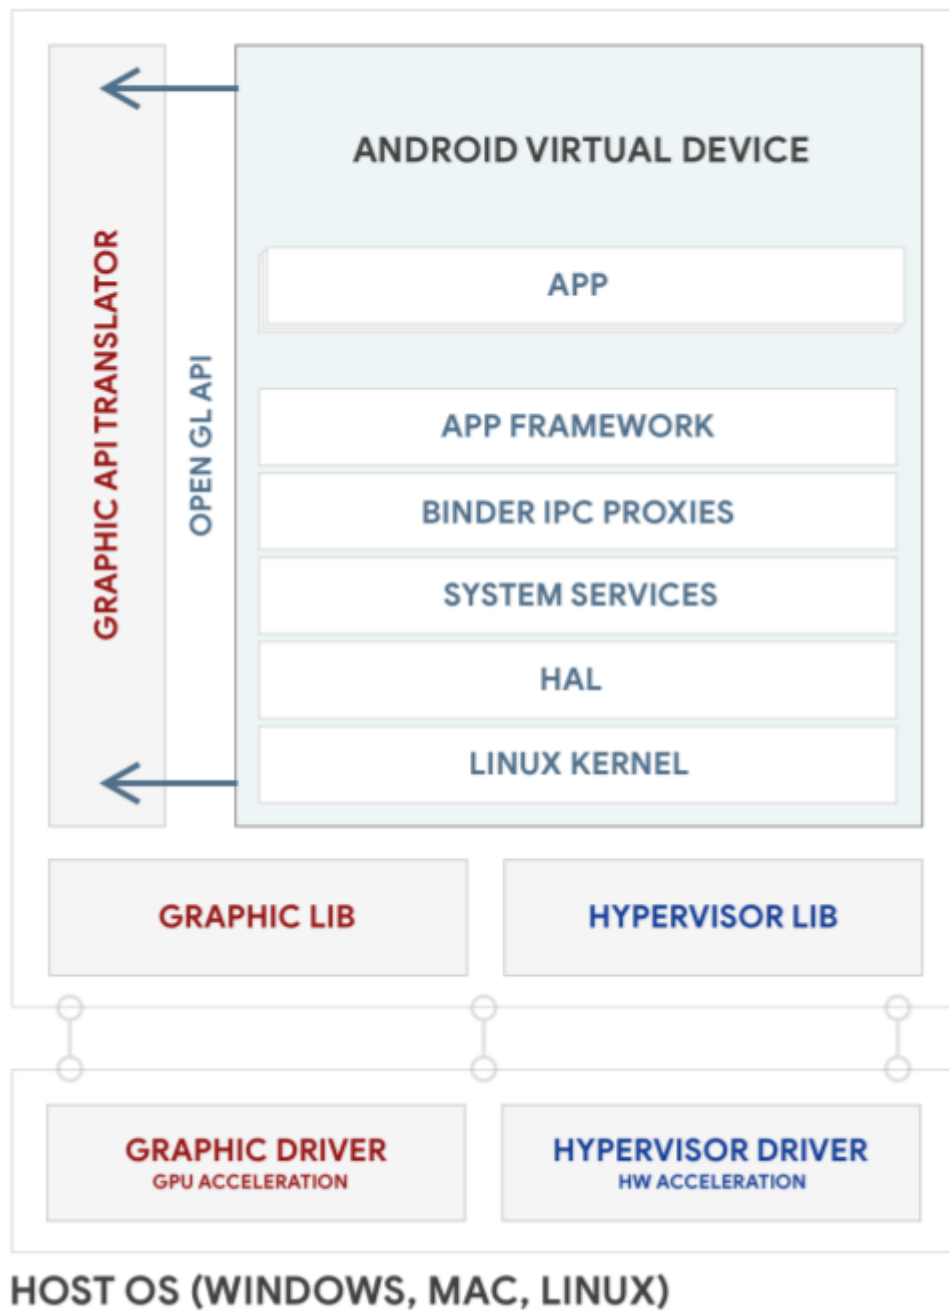 ANDROID VIRTUAL DEVICE
GRAPHIC API TRANSLATOR
OPEN GL API
APP
APP FRAMEWORK
BINDER IPC PROXIES
SYSTEM SERVICES
HAL
LINUX KERNEL
GRAPHIC LIB
HYPERVISOR LIB
GRAPHIC DRIVER
GPU ACCELERATION
HYPERVISOR DRIVER
HW ACCELERATION
HOST OS (WINDOWS, MAC, LINUX)